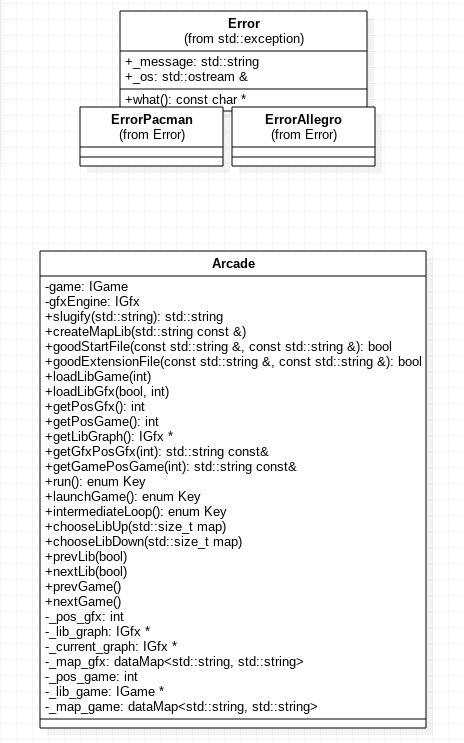 Error
(from std::exception)
+_message: std::string
+_os: std::ostream &
+what(): const char *
ErrorPacman
(from Error)
ErrorAllegro
(from Error)
Arcade
-game: IGame
-gfxEngine: IGfx
+slugify(std::string): std::string
+createMapLib(std::string const &)
+goodStartFile(const std::string &, const std::string &): bool
+goodExtensionFile(const std::string &, const std::string &): bool
+loadLibGame(int)
+loadLibGfx(bool, int)
+getPosGfx(): int
+getPosGame(): int
+getLibGraph(): IGfx *
+getGfxPosGfx(int): std::string const&
+getGamePosGame(int): std::string const&
+run(): enum Key
+launchGame(): enum Key
+intermediateLoop(): enum Key
+chooseLibUp(std::size_t map)
+chooseLibDown(std::size_t map)
+prevLib(bool)
+nextLib(bool)
+prevGame()
+nextGame()
-_pos_gfx: int
-_lib_graph: IGfx *
-_current_graph: IGfx *
-_map_gfx: dataMap<std::string, std::string>
-_pos_game: int
-_lib_game: IGame *
-_map_game: dataMap<std::string, std::string>